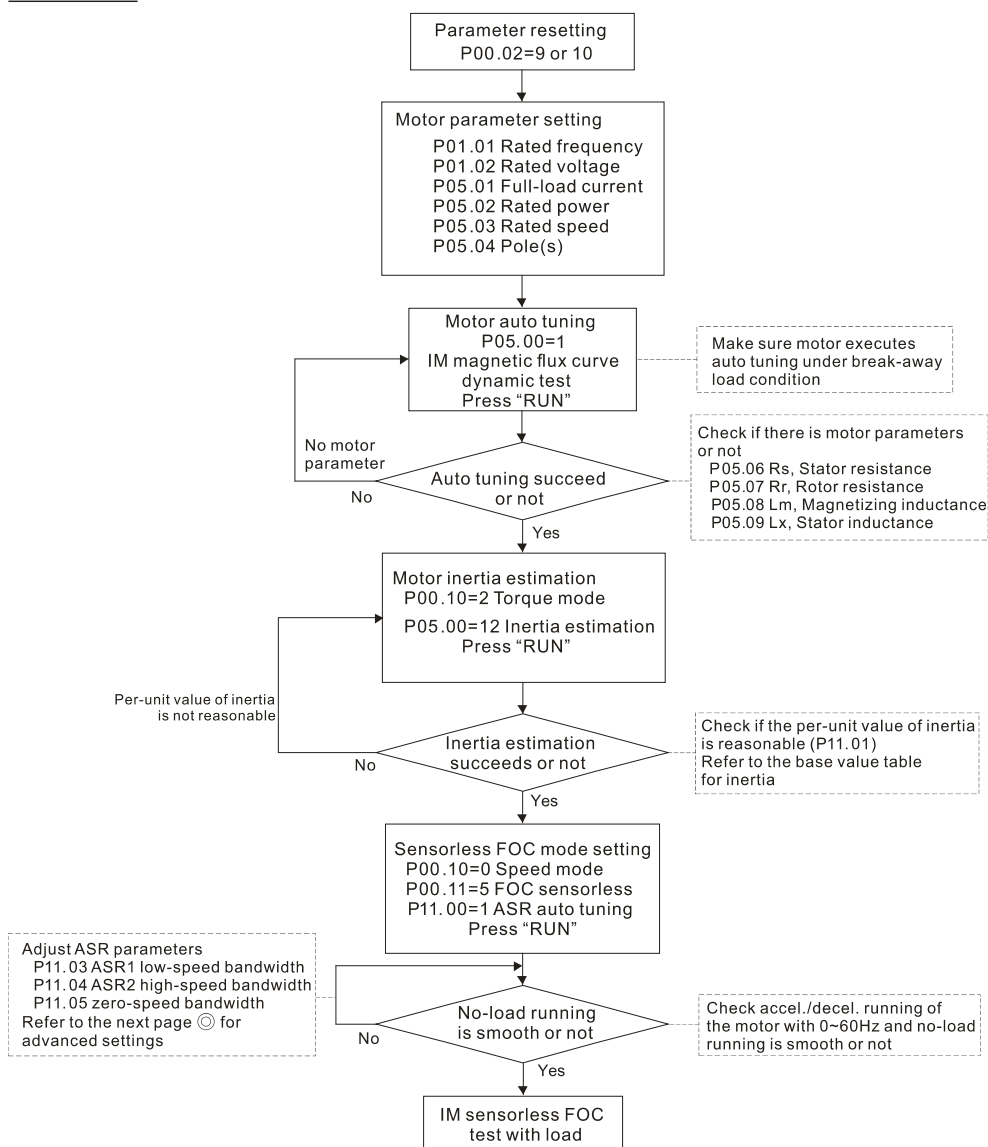 Parameter resetting
P00.02=9 or 10
Motor parameter setting
P01.01 Rated frequency
P01.02 Rated voltage
P05.01 Full-load current
P05.02 Rated power
P05.03 Rated speed
P05.04 Pole(s)
Motor auto tuning
P05.00=1
IM magnetic flux curve
dynamic test
Press “RUN”
Make sure motor executes
auto tuning under break-away
load condition
No motor
parameter
No
Auto tuning succeed
or not
Yes
Check if there is motor parameters
or not
P05.06 Rs, Stator resistance
P05.07 Rr, Rotor resistance
P05.08 Lm, Magnetizing inductance
P05.09 Lx, Stator inductance
Motor inertia estimation
P00.10=2 Torque mode
P05.00=12 Inertia estimation
Press “RUN”
Per-unit value of inertia
is not reasonable
No
Inertia estimation
succeeds or not
Yes
Check if the per-unit value of inertia
is reasonable (P11.01)
Refer to the base value table
for inertia
Sensorless FOC mode setting
P00.10=0 Speed mode
P00.11=5 FOC sensorless
P11.00=1 ASR auto tuning
Press “RUN”
Adjust ASR parameters
P11.03 ASR1 low-speed bandwidth
P11.04 ASR2 high-speed bandwidth
P11.05 zero-speed bandwidth
Refer to the next page ◎ for
advanced settings
No
No-load running
is smooth or not
Yes
Check accel./decel. running of
the motor with 0~60Hz and no-load
running is smooth or not
IM sensorless FOC
test with load